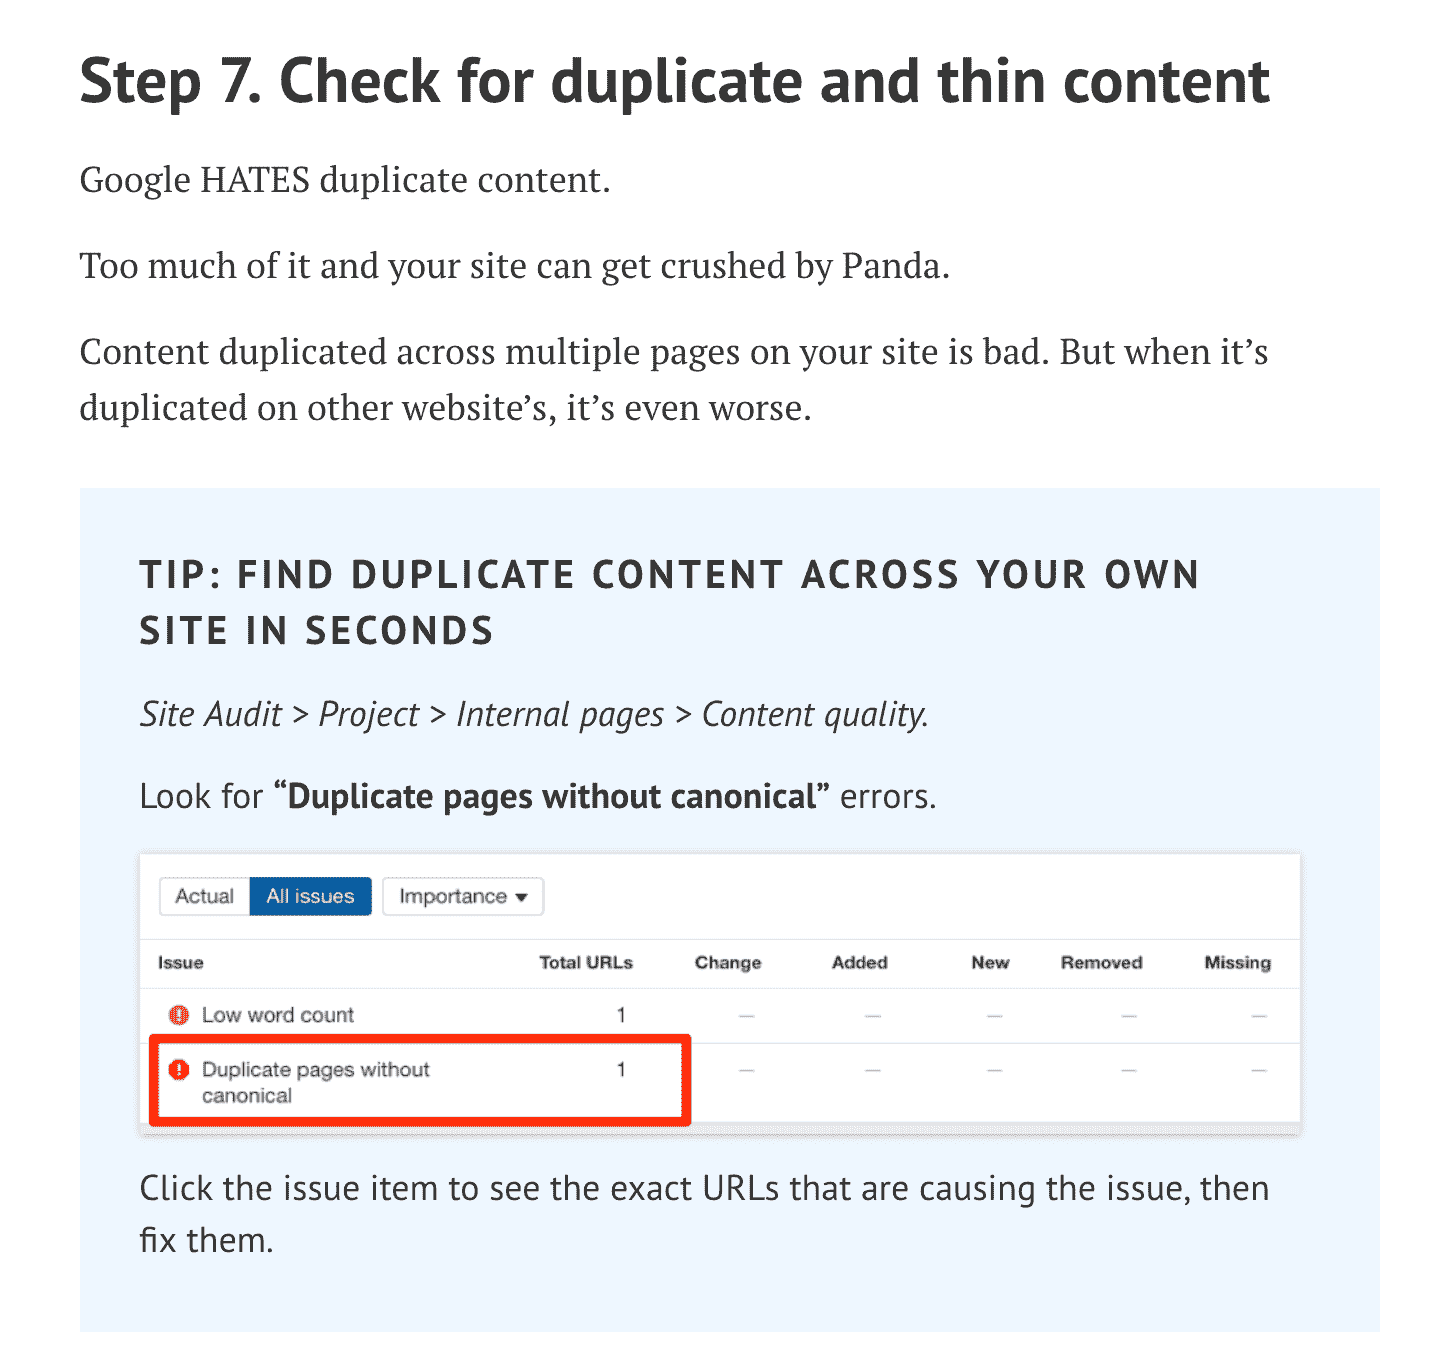 Step 7. Check for duplicate and thin content
Google HATES duplicate content.
Too much of it and your site can get crushed by Panda.
Content duplicated across multiple pages on your site is bad. But when it’s
duplicated on other website’s, it’s even worse.
TIP: FIND DUPLICATE CONTENT ACROSS YOUR OWN
SITE IN SECONDS
Site Audit > Project > Internal pages > Content quality.
Look for “Duplicate pages without canonical” errors.
Actual All issues Importance ▼
Issue Total URLs Change Added New Removed Missing
Low word count 1 — — — — —
Duplicate pages without 1 — — — — —
canonical
Click the issue item to see the exact URLs that are causing the issue, then
fix them.